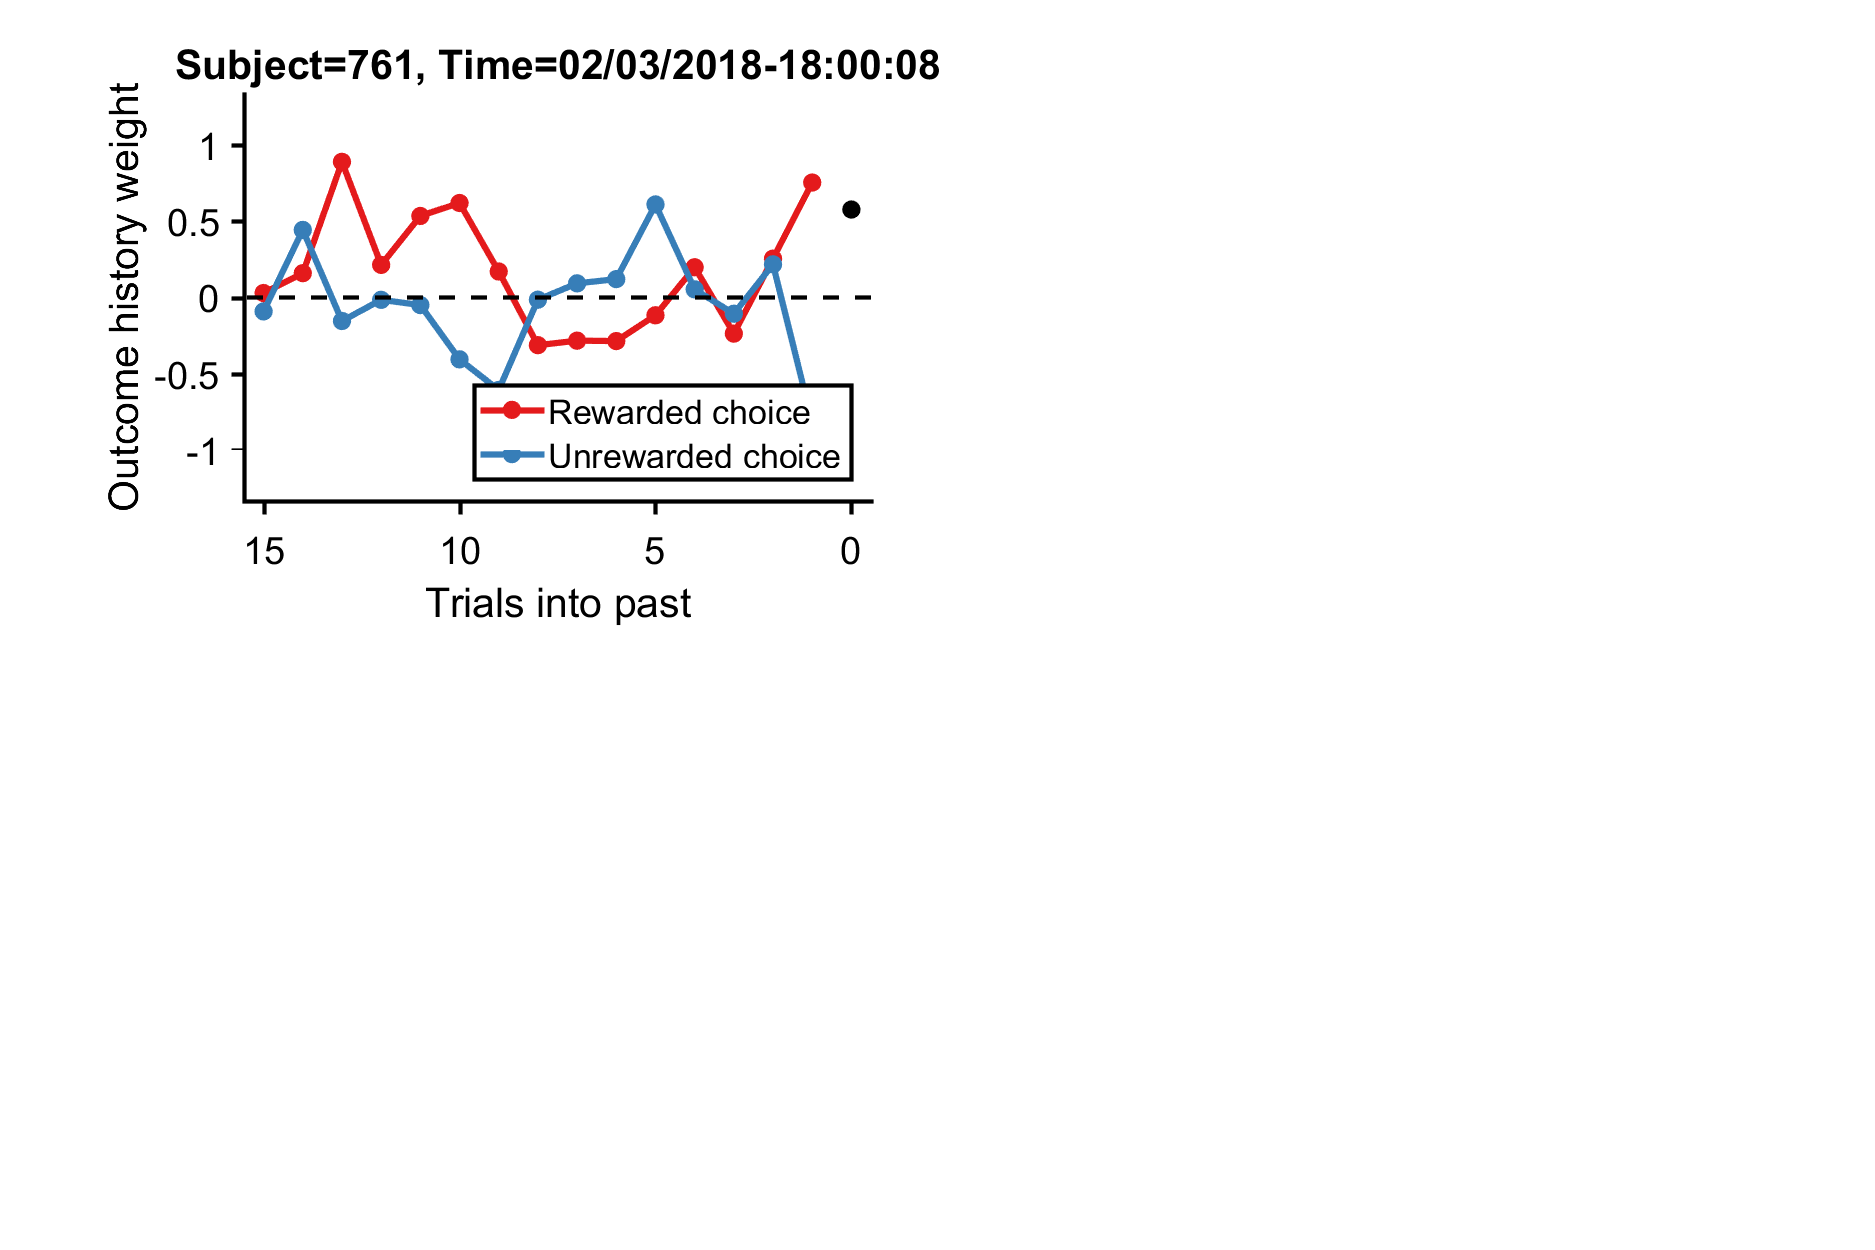 Subject=761, Time=02/03/2018-18:00:08
Outcome history weight
1
0.5
0
-0.5
-1
Rewarded choice
Unrewarded choice
15 10 5 0
Trials into past